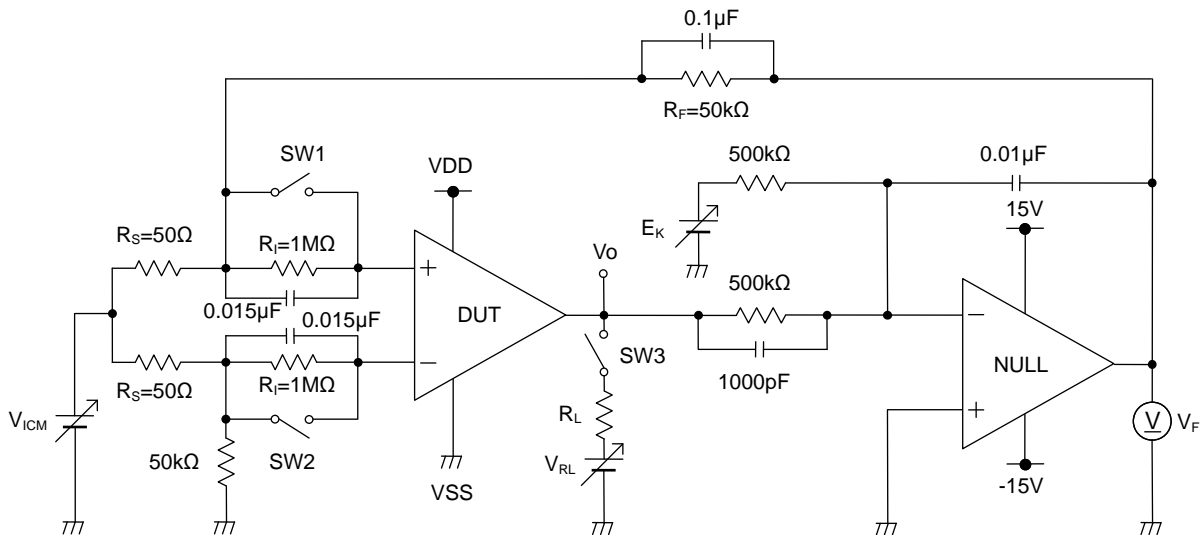 0.1µF
RF=50kΩ
SW1
VDD
500kΩ
0.01µF
15V
EK
RS=50Ω
RI=1MΩ
Vo
+
0.015µF
0.015µF
DUT
500kΩ
−
SW3
−
NULL
RS=50Ω
RI=1MΩ
1000pF
VICM
RL
+
V
VF
50kΩ
SW2
VRL
VSS
-15V